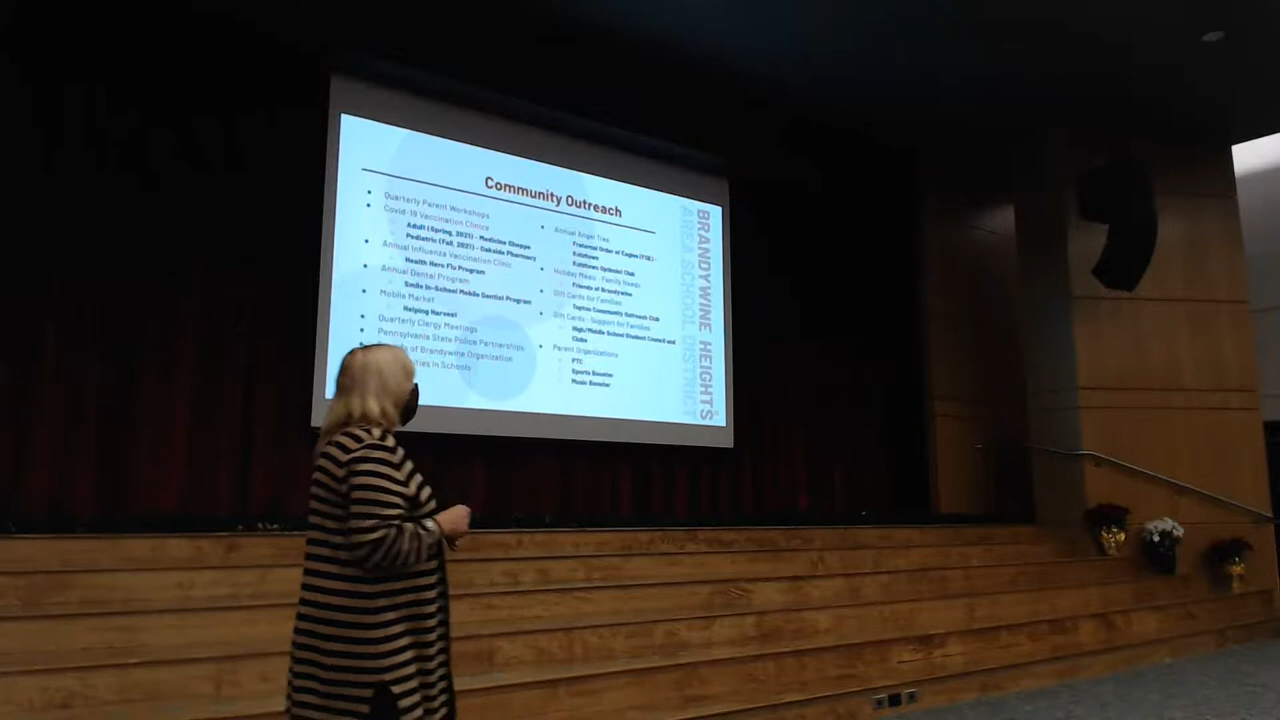 Community Outreach
Quarterly Parent Workshops
Covid-19 Vaccination Clinics
Adult (Spring, 2021) - Medicine Shoppe
Pediatric (Fall, 2021) - Oakside Pharmacy
Annual Influenza Vaccination Clinic
Health Hero Flu Program
Annual Dental Program
Smile In-School Mobile Dentist Program
Mobile Market
Helping Harvest
Quarterly Clergy Meetings
Pennsylvania State Police Partnerships
of Brandywine Organization
in Schools
Annual Angel Tree
Fraternal Order of Eagles (FOE) -
Kutztown
Kutztown Optimist Club
Holiday Meals - Family Needs
Friends of Brandywine
Gift Cards for Families
Topton Community Outreach Club
Gift Cards - Support for Families
High/Middle School Student Council and
Clubs
Parent Organizations
PTC
Sports Booster
Music Booster
BRANDYWINE HEIGHTS
AREA SCHOOL DISTRICT